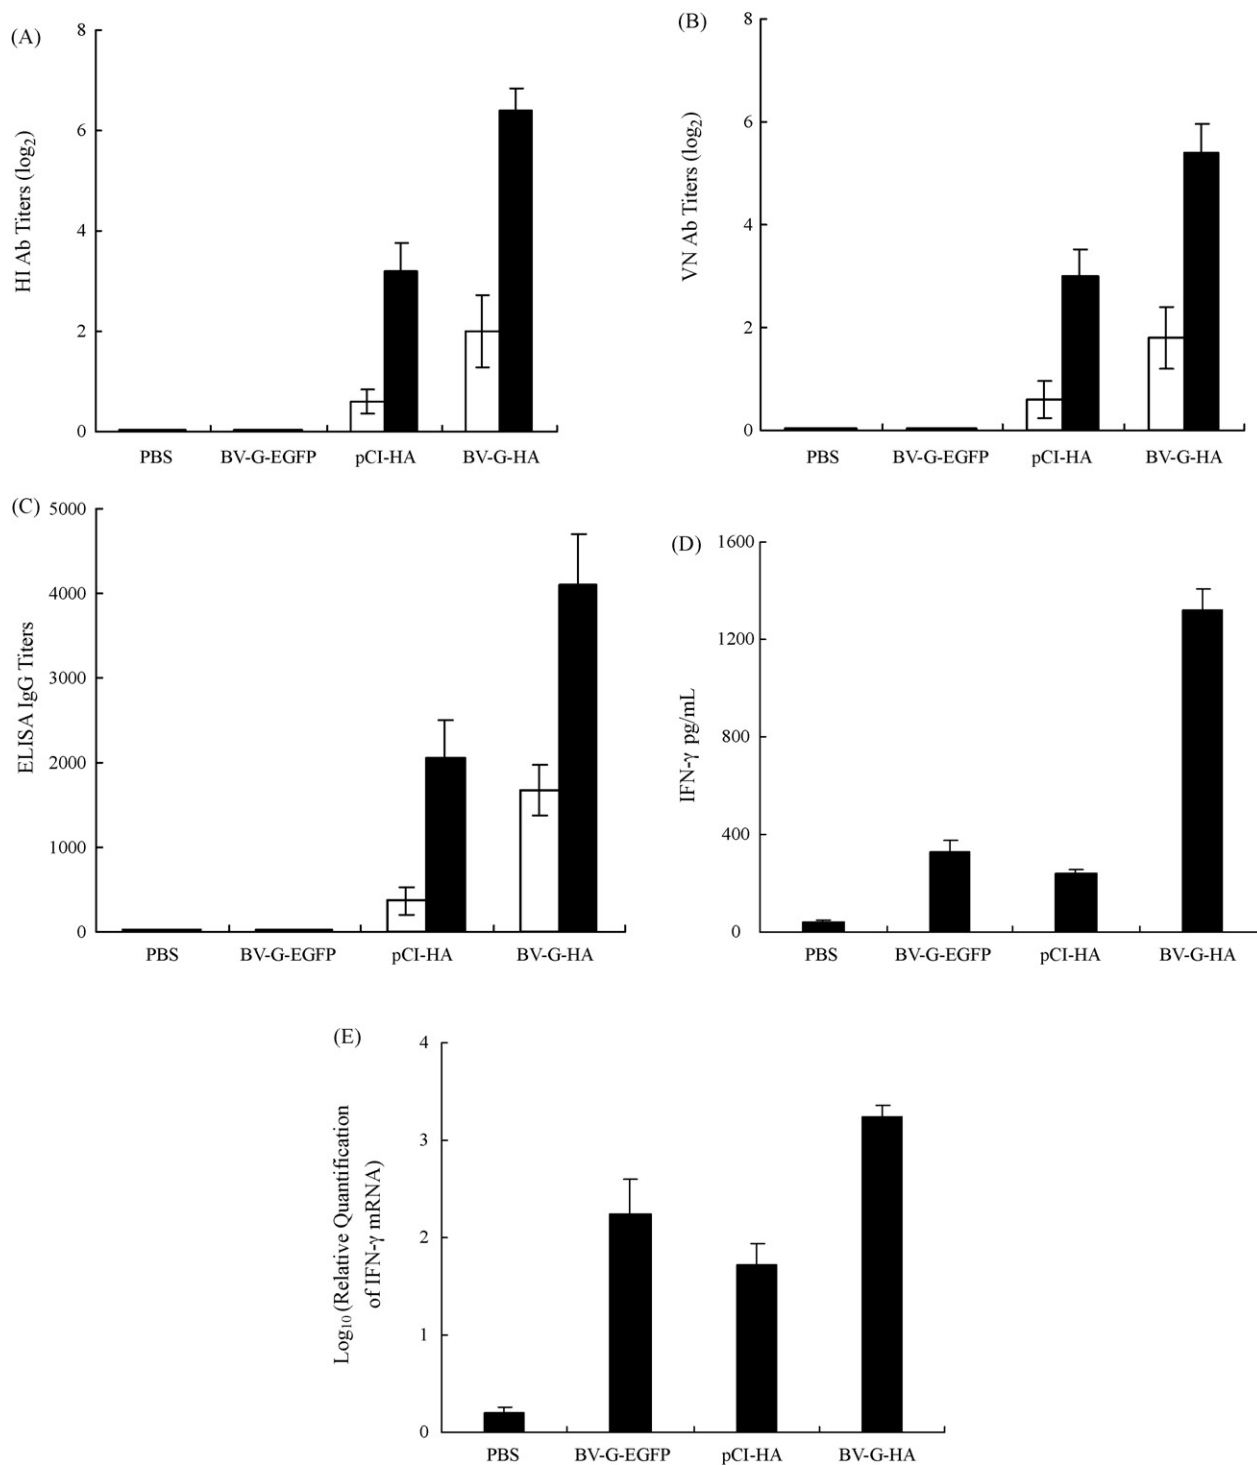 (A)
8
6
4
2
0
HI Ab Titers (log2)
PBS BV-G-EGFP pCI-HA BV-G-HA
(B)
8
6
4
2
0
VN Ab Titers (log2)
PBS BV-G-EGFP pCI-HA BV-G-HA
(C)
5000
4000
3000
2000
1000
0
ELISA IgG Titers
PBS BV-G-EGFP pCI-HA BV-G-HA
(D)
1600
1200
800
400
0
IFN-γ pg/mL
PBS BV-G-EGFP pCI-HA BV-G-HA
(E)
4
3
2
1
0
Log10 (Relative Quantification
of IFN-γ mRNA)
PBS BV-G-EGFP pCI-HA BV-G-HA